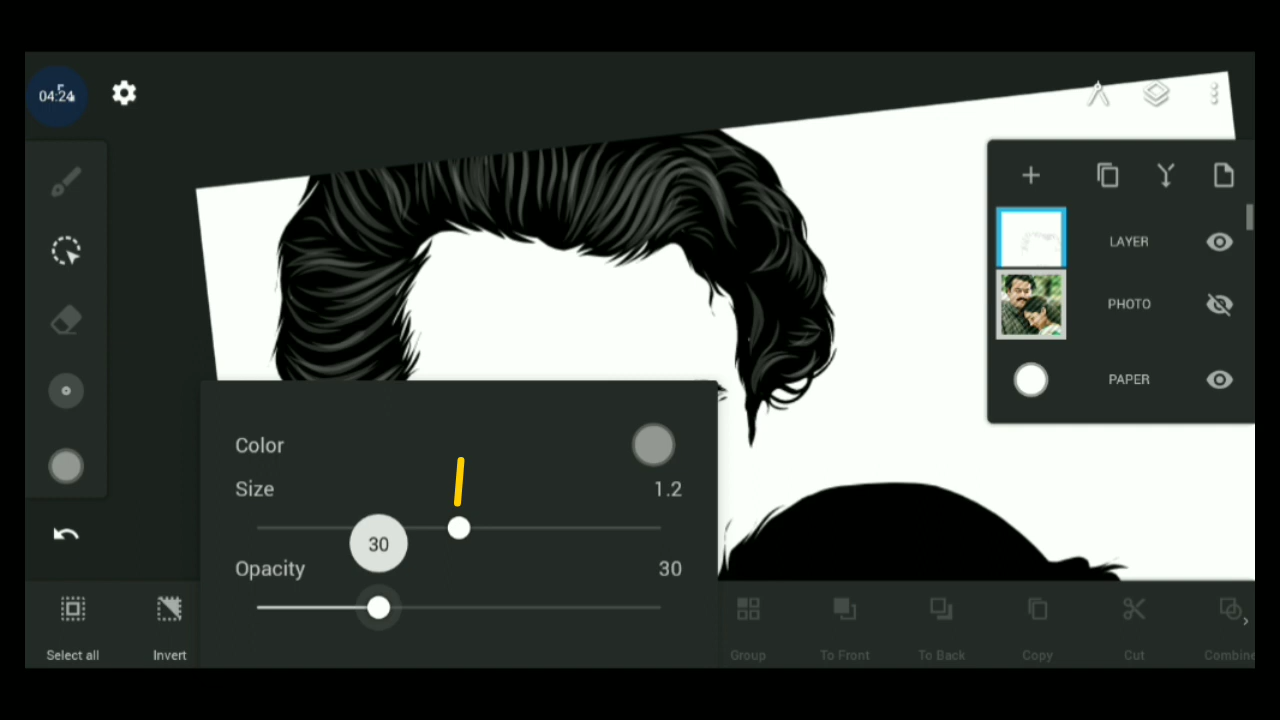 04:24
LAYER
PHOTO
PAPER
Color
Size 1.2
30
Opacity 30
Select all Invert Group To Front To Back Copy Cut Combine